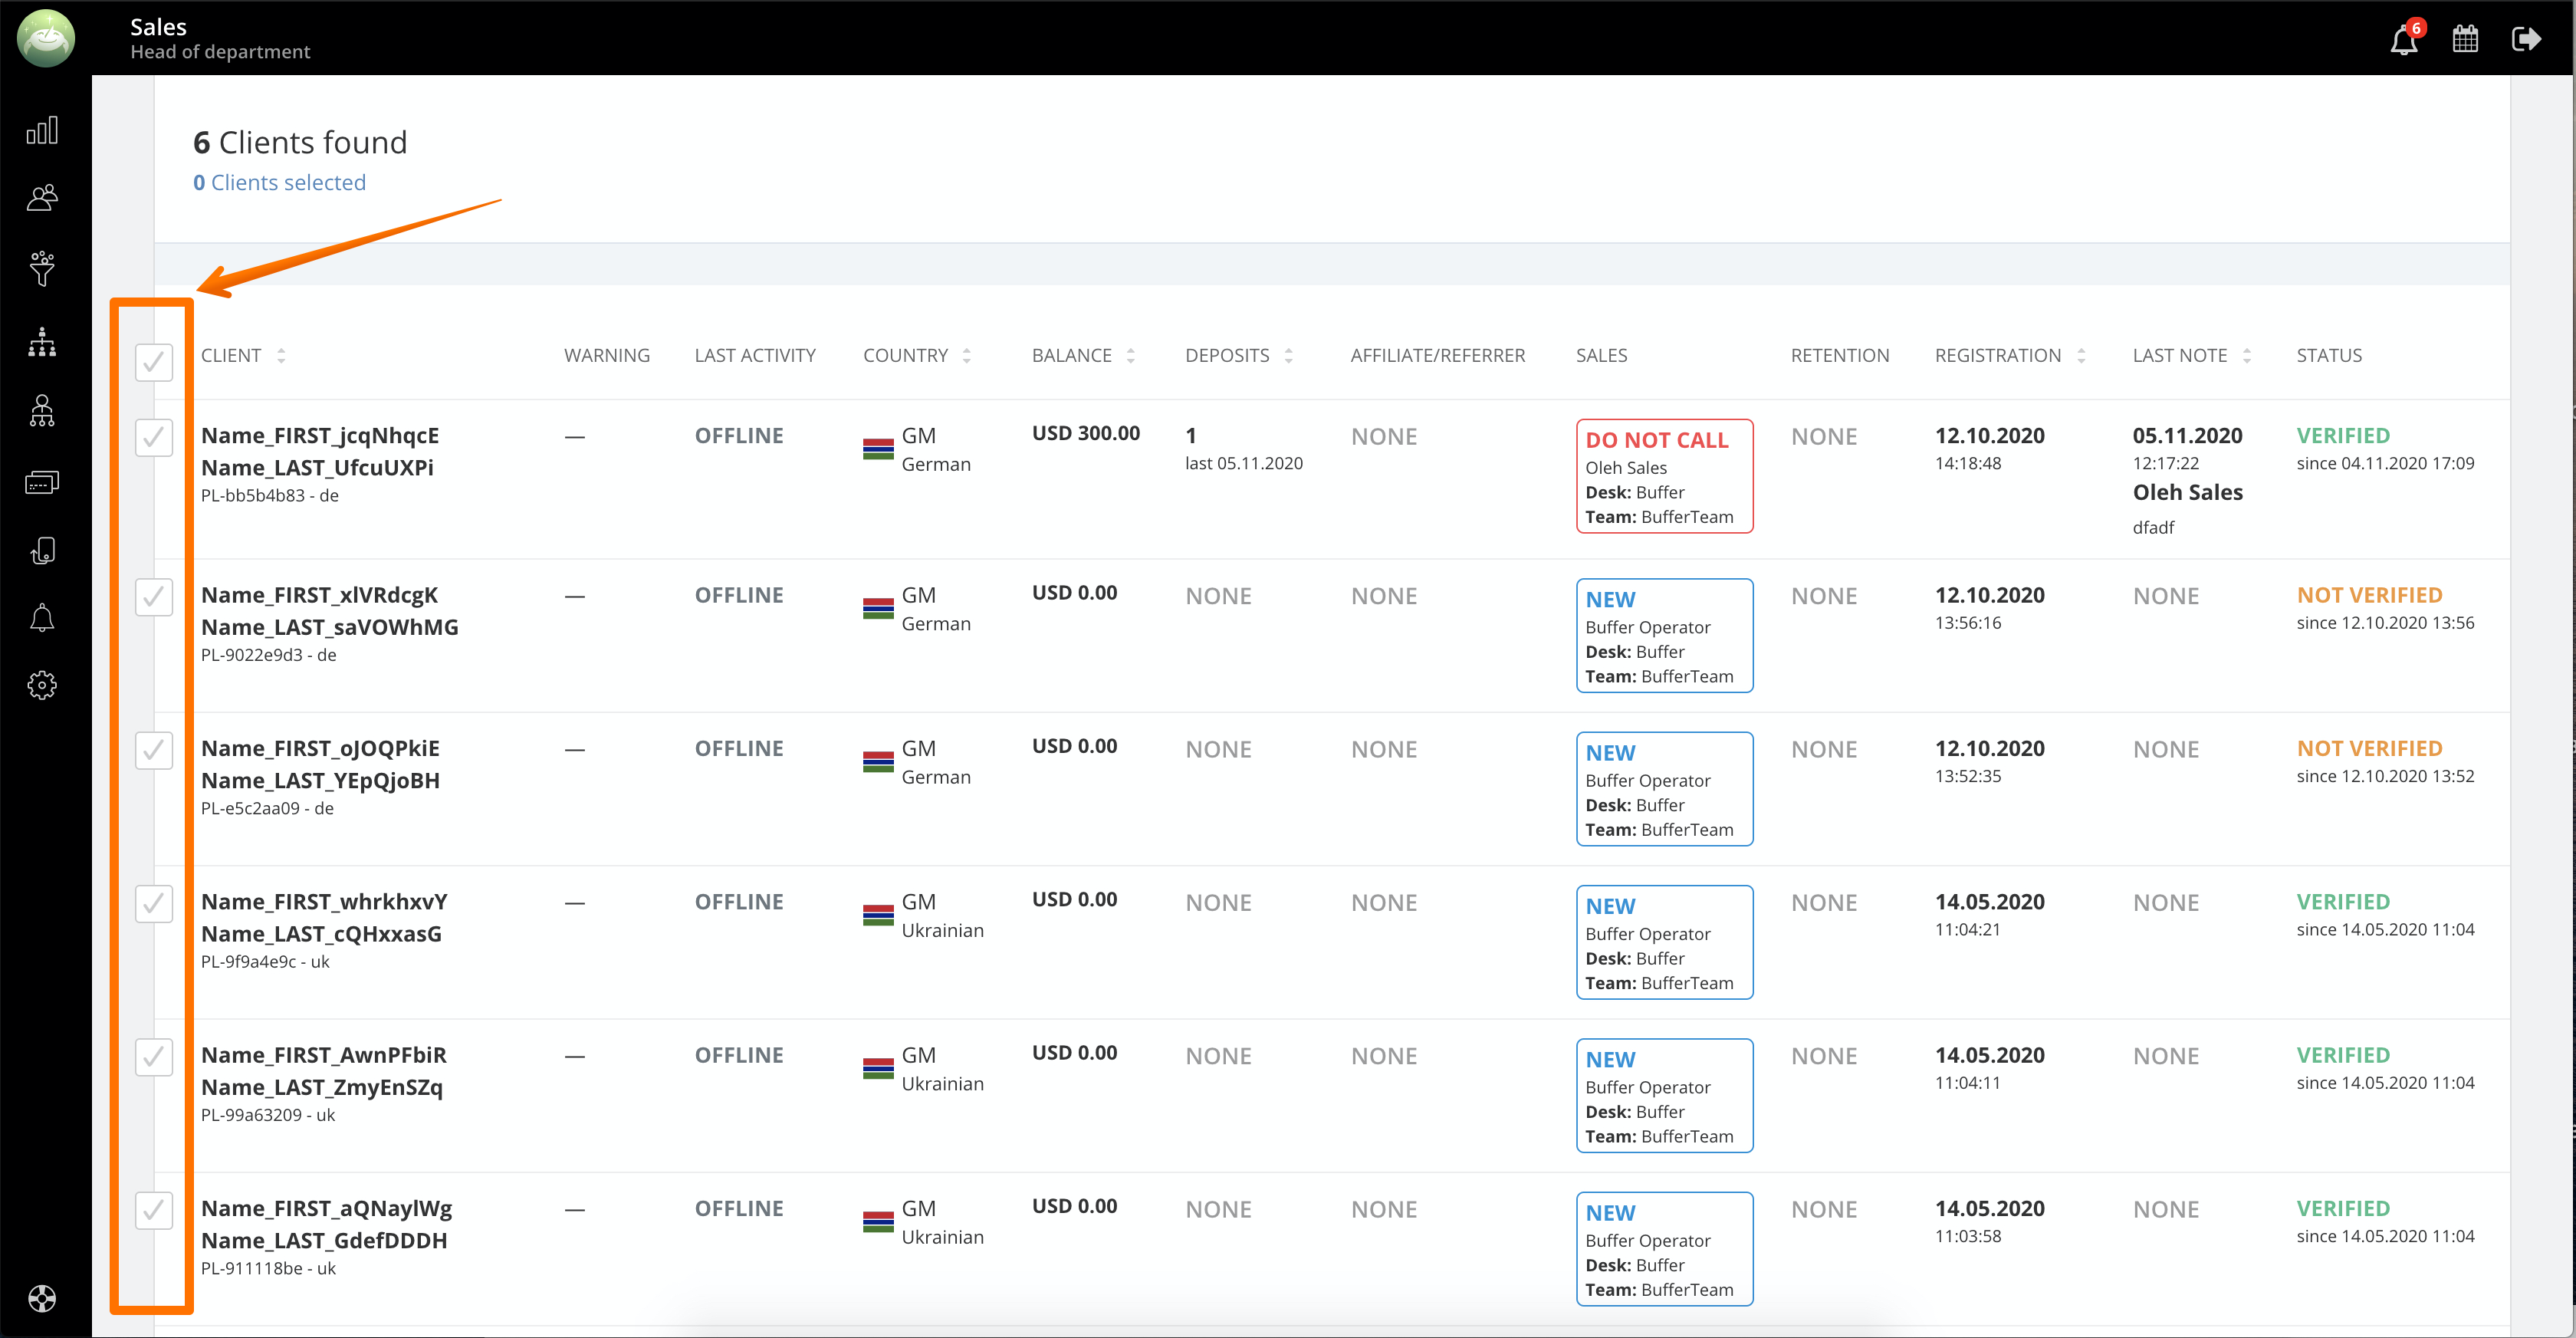 Sales
Head of department
6
6 Clients found
0 Clients selected
CLIENT WARNING LAST ACTIVITY COUNTRY BALANCE DEPOSITS AFFILIATE/REFERRER SALES RETENTION REGISTRATION LAST NOTE STATUS
Name_FIRST_jcqNhqcE — OFFLINE GM USD 300.00 1 NONE DO NOT CALL NONE 12.10.2020 05.11.2020 VERIFIED
Name_LAST_UfcuUXPi German last 05.11.2020 Oleh Sales 14:18:48 12:17:22 since 04.11.2020 17:09
PL-bb5b4b83 - de Desk: Buffer Oleh Sales
Team: BufferTeam dfadf
Name_FIRST_xlVRdcgK — OFFLINE GM USD 0.00 NONE NONE NEW NONE 12.10.2020 NONE NOT VERIFIED
Name_LAST_saVOWhMG German Buffer Operator 13:56:16 since 12.10.2020 13:56
PL-9022e9d3 - de Desk: Buffer
Team: BufferTeam
Name_FIRST_oJOQPkiE — OFFLINE GM USD 0.00 NONE NONE NEW NONE 12.10.2020 NONE NOT VERIFIED
Name_LAST_YEpQjoBH German Buffer Operator 13:52:35 since 12.10.2020 13:52
PL-e5c2aa09 - de Desk: Buffer
Team: BufferTeam
Name_FIRST_whrkhxvY — OFFLINE GM USD 0.00 NONE NONE NEW NONE 14.05.2020 NONE VERIFIED
Name_LAST_cQHxxasG Ukrainian Buffer Operator 11:04:21 since 14.05.2020 11:04
PL-9f9a4e9c - uk Desk: Buffer
Team: BufferTeam
Name_FIRST_AwnPFbiR — OFFLINE GM USD 0.00 NONE NONE NEW NONE 14.05.2020 NONE VERIFIED
Name_LAST_ZmyEnSZq Ukrainian Buffer Operator 11:04:11 since 14.05.2020 11:04
PL-99a63209 - uk Desk: Buffer
Team: BufferTeam
Name_FIRST_aQNaylWg — OFFLINE GM USD 0.00 NONE NONE NEW NONE 14.05.2020 NONE VERIFIED
Name_LAST_GdefDDDH Ukrainian Buffer Operator 11:03:58 since 14.05.2020 11:04
PL-911118be - uk Desk: Buffer
Team: BufferTeam